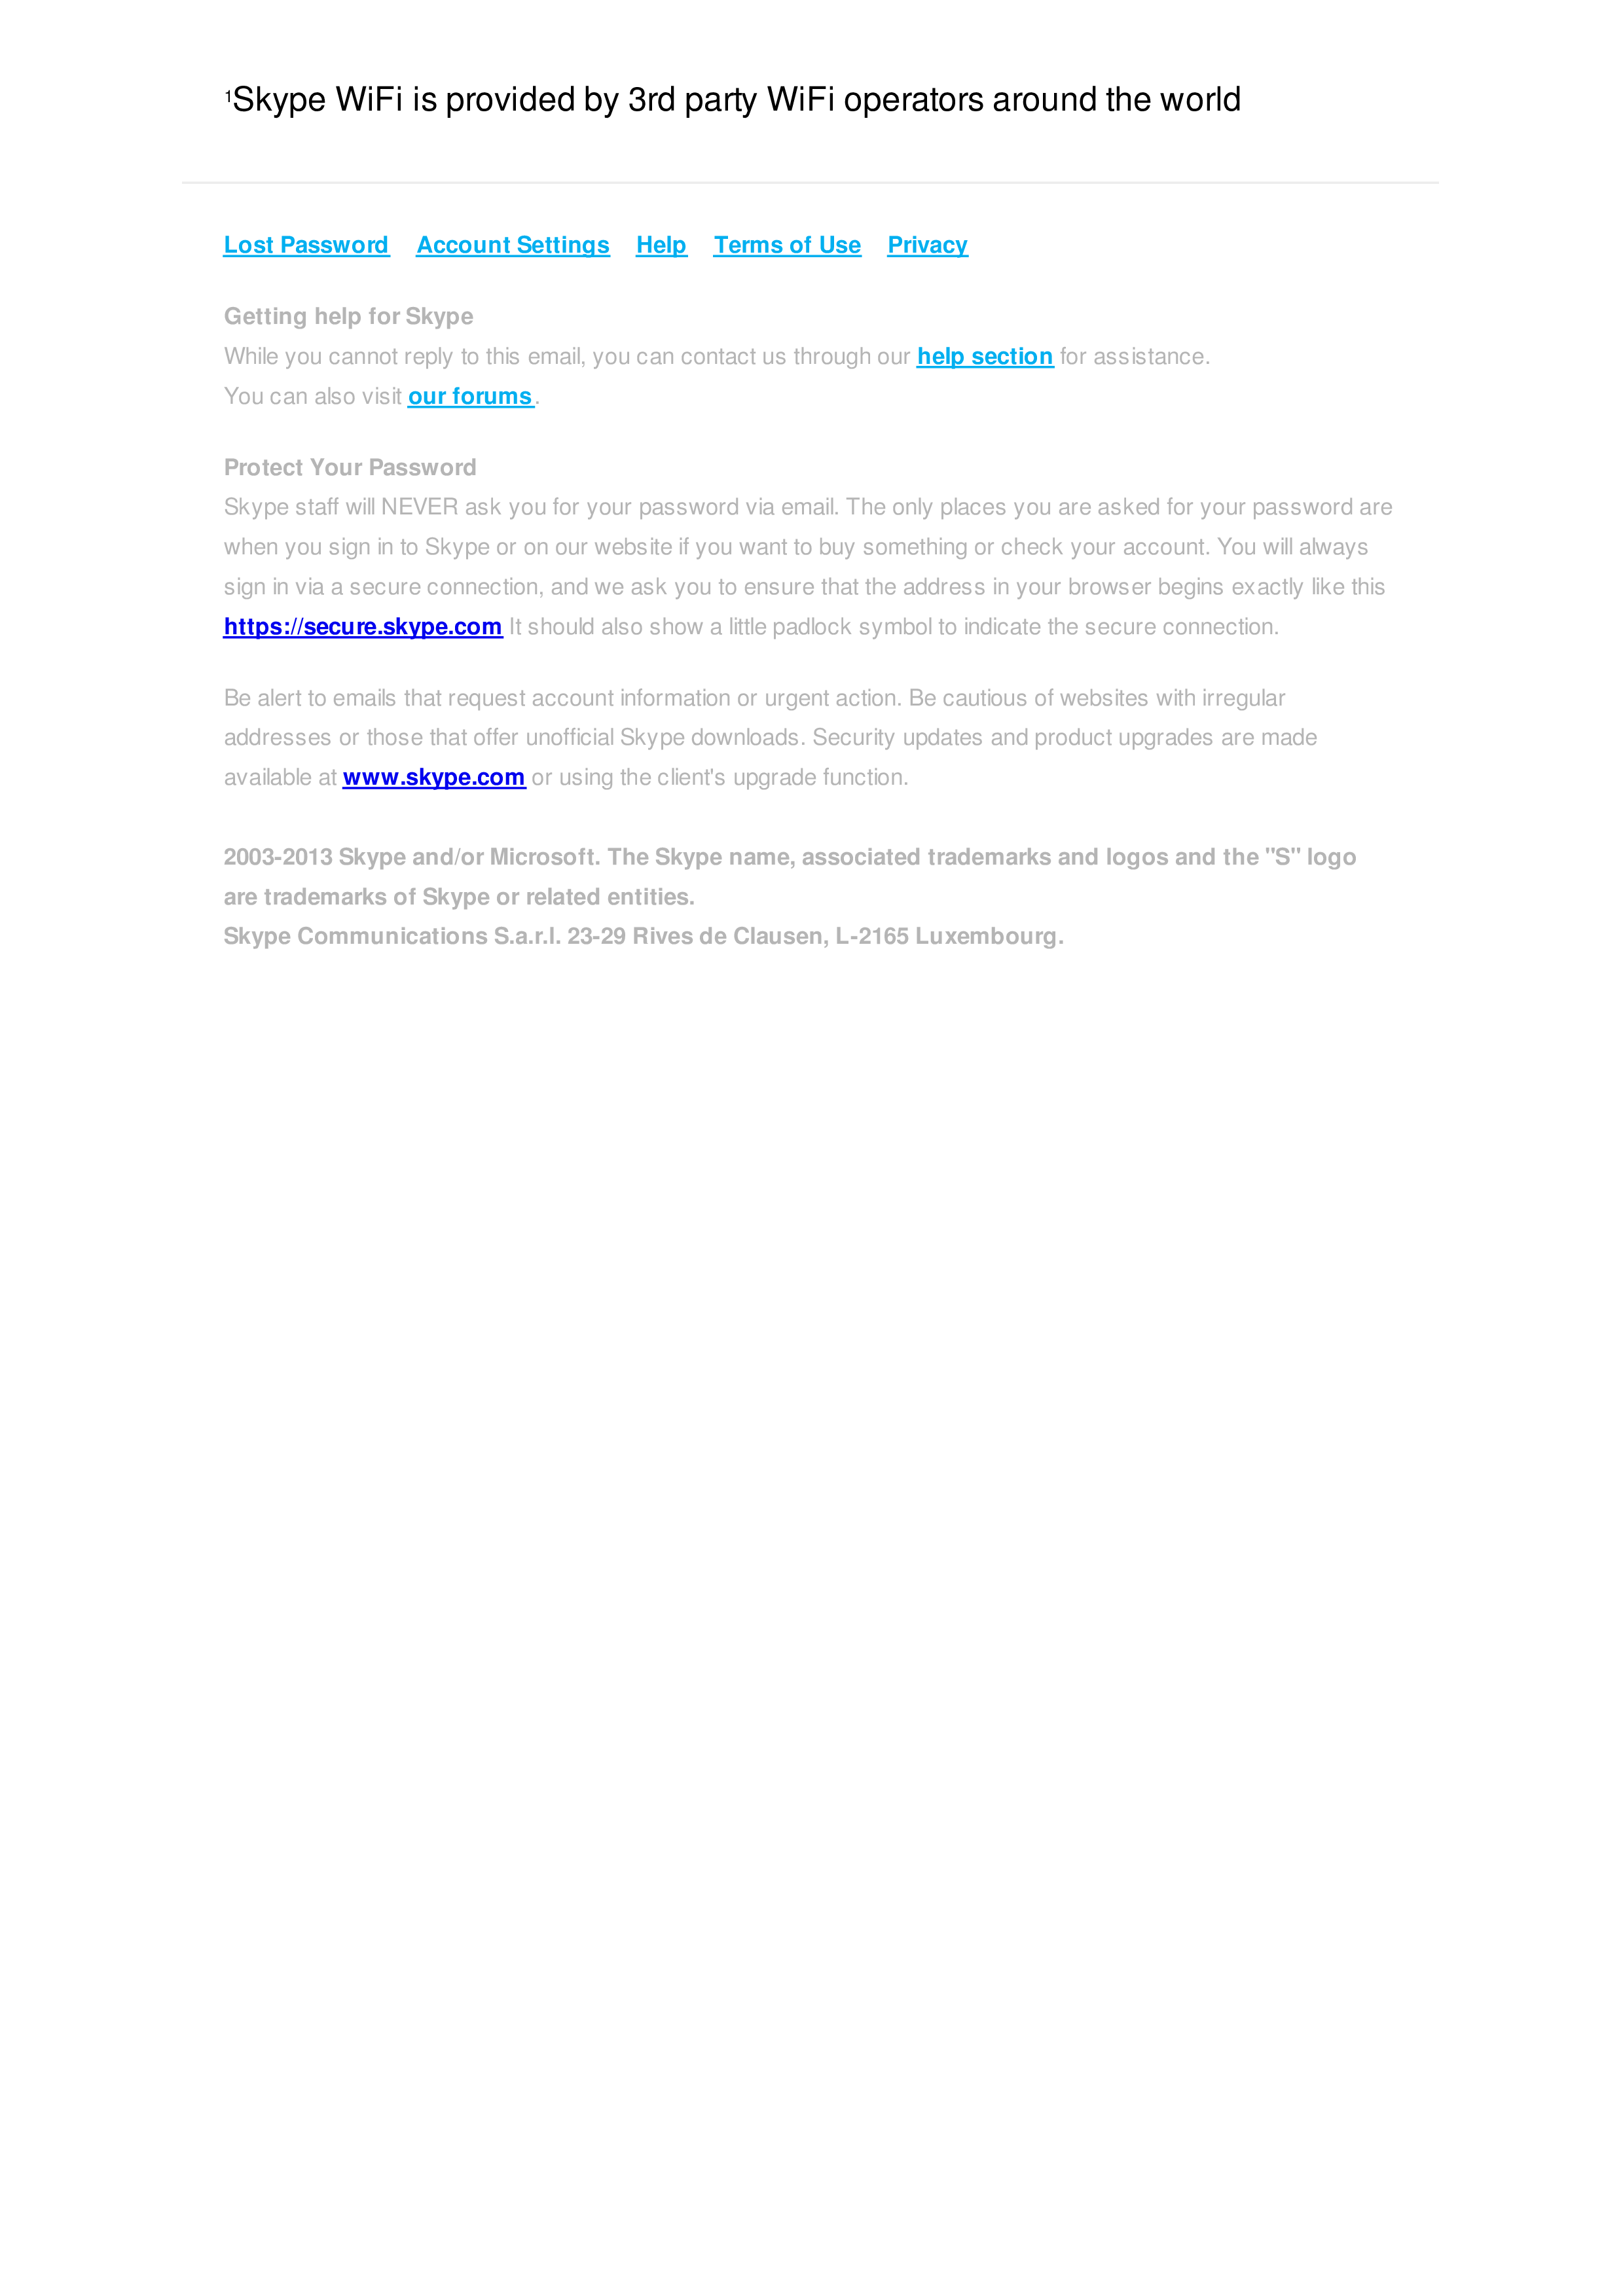 ¹Skype WiFi is provided by 3rd party WiFi operators around the world
Lost Password Account Settings Help Terms of Use Privacy
Getting help for Skype
While you cannot reply to this email, you can contact us through our help section for assistance.
You can also visit our forums.
Protect Your Password
Skype staff will NEVER ask you for your password via email. The only places you are asked for your password are
when you sign in to Skype or on our website if you want to buy something or check your account. You will always
sign in via a secure connection, and we ask you to ensure that the address in your browser begins exactly like this
https://secure.skype.com It should also show a little padlock symbol to indicate the secure connection.
Be alert to emails that request account information or urgent action. Be cautious of websites with irregular
addresses or those that offer unofficial Skype downloads. Security updates and product upgrades are made
available at www.skype.com or using the client's upgrade function.
2003-2013 Skype and/or Microsoft. The Skype name, associated trademarks and logos and the "S" logo
are trademarks of Skype or related entities.
Skype Communications S.a.r.l. 23-29 Rives de Clausen, L-2165 Luxembourg.